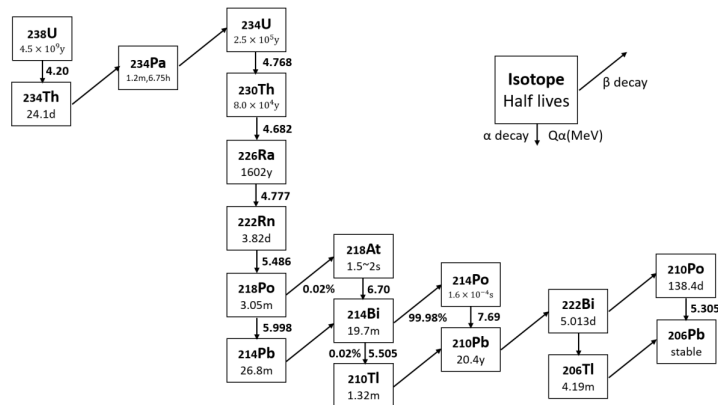 238U
4.5 × 10⁹y
4.20
234Th
24.1d
234Pa
1.2m,6.75h
234U
2.5 × 10⁵y
4.768
230Th
8.0 × 10⁴y
4.682
226Ra
1602y
4.777
222Rn
3.82d
5.486
218Po
3.05m
0.02%
5.998
214Pb
26.8m
218At
1.5~2s
6.70
214Bi
19.7m
99.98%
0.02%
5.505
210Tl
1.32m
214Po
1.6 × 10⁻⁴s
7.69
210Pb
20.4y
222Bi
5.013d
206Tl
4.19m
210Po
138.4d
5.305
206Pb
stable
Isotope
Half lives
β decay
α decay
Qα(MeV)